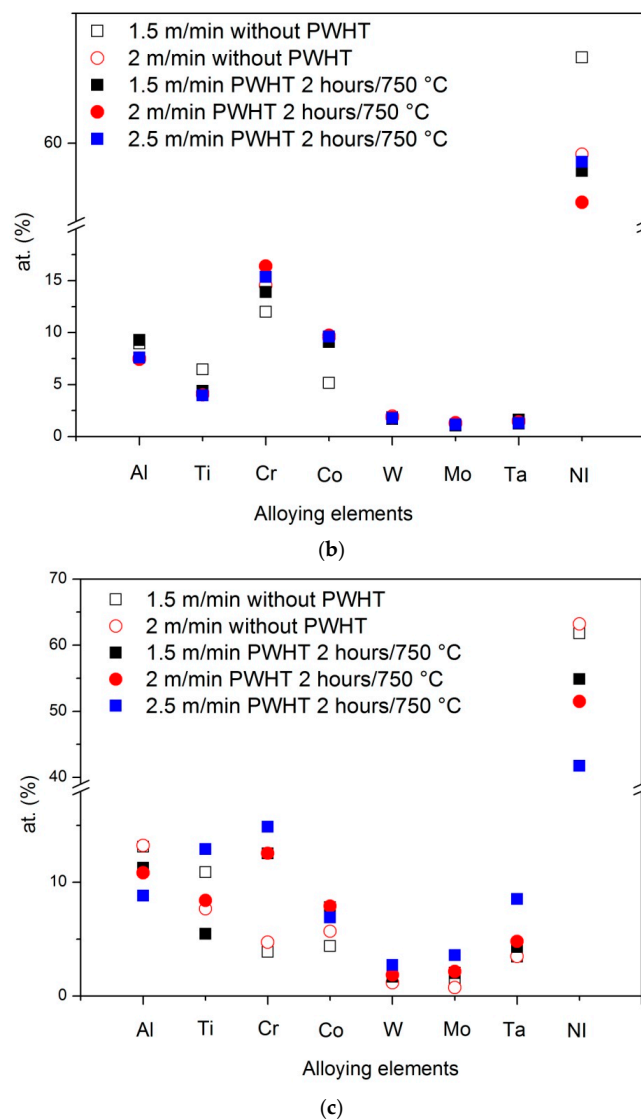 1.5 m/min without PWHT
2 m/min without PWHT
1.5 m/min PWHT 2 hours/750 °C
2 m/min PWHT 2 hours/750 °C
2.5 m/min PWHT 2 hours/750 °C
60
15
10
5
0
at. (%)
Al Ti Cr Co W Mo Ta NI
Alloying elements
(b)
70
60
50
40
10
0
at. (%)
1.5 m/min without PWHT
2 m/min without PWHT
1.5 m/min PWHT 2 hours/750 °C
2 m/min PWHT 2 hours/750 °C
2.5 m/min PWHT 2 hours/750 °C
Al Ti Cr Co W Mo Ta NI
Alloying elements
(c)